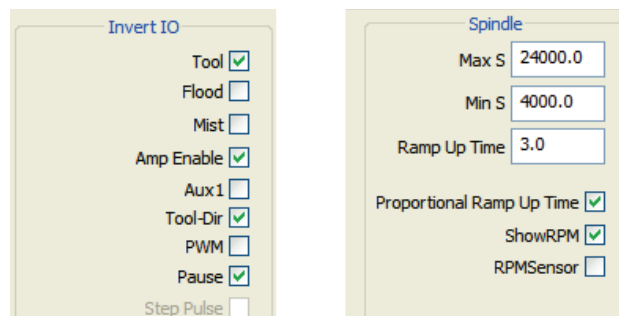 Invert IO
Tool
Flood
Mist
Amp Enable
Aux1
Tool-Dir
PWM
Pause
Step Pulse
Spindle
Max S 24000.0
Min S 4000.0
Ramp Up Time 3.0
Proportional Ramp Up Time
ShowRPM
RPMSensor